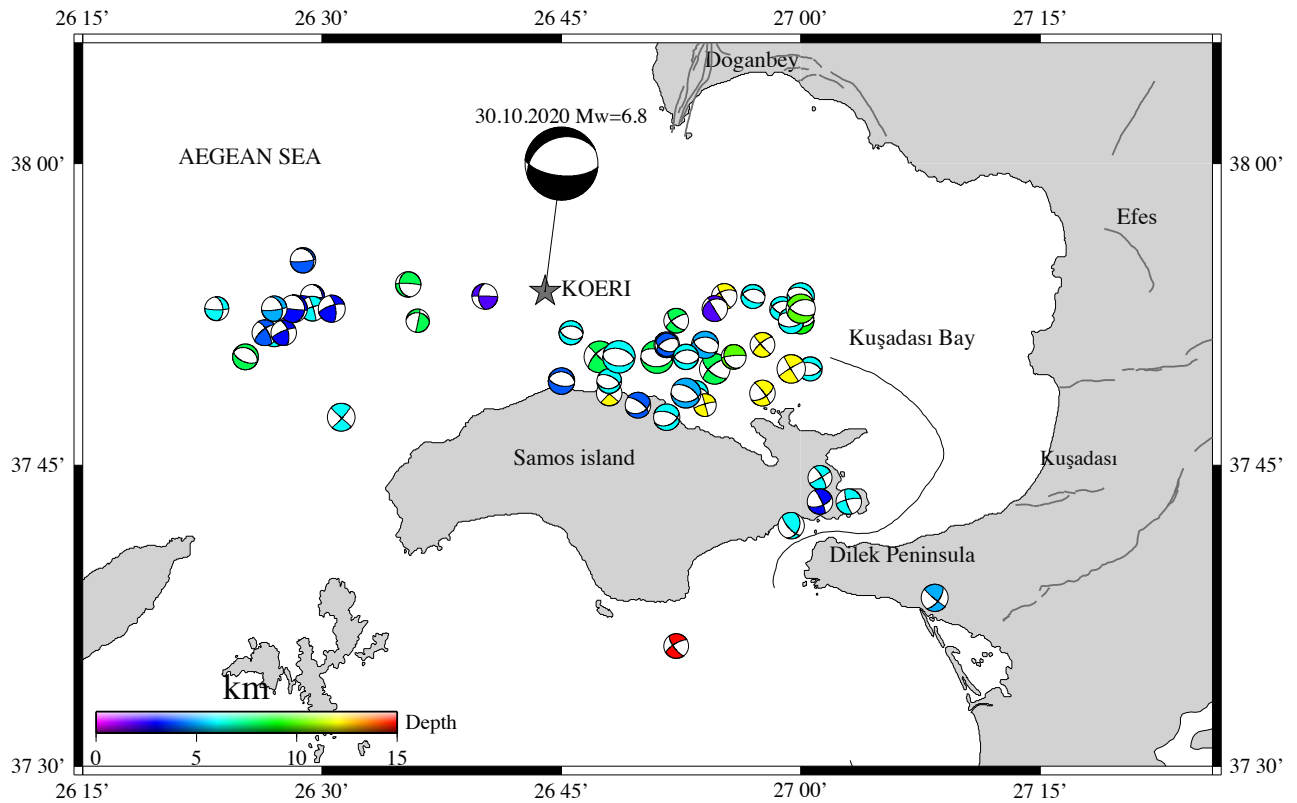 26 15' 26 30' 26 45' 27 00' 27 15'
Doganbey
30.10.2020 Mw=6.8
AEGEAN SEA
38 00' 38 00'
Efes
KOERI
Kuşadası Bay
Samos island
37 45' 37 45'
Kuşadası
Dilek Peninsula
km
Depth
0 5 10 15
37 30' 37 30'
26 15' 26 30' 26 45' 27 00' 27 15'